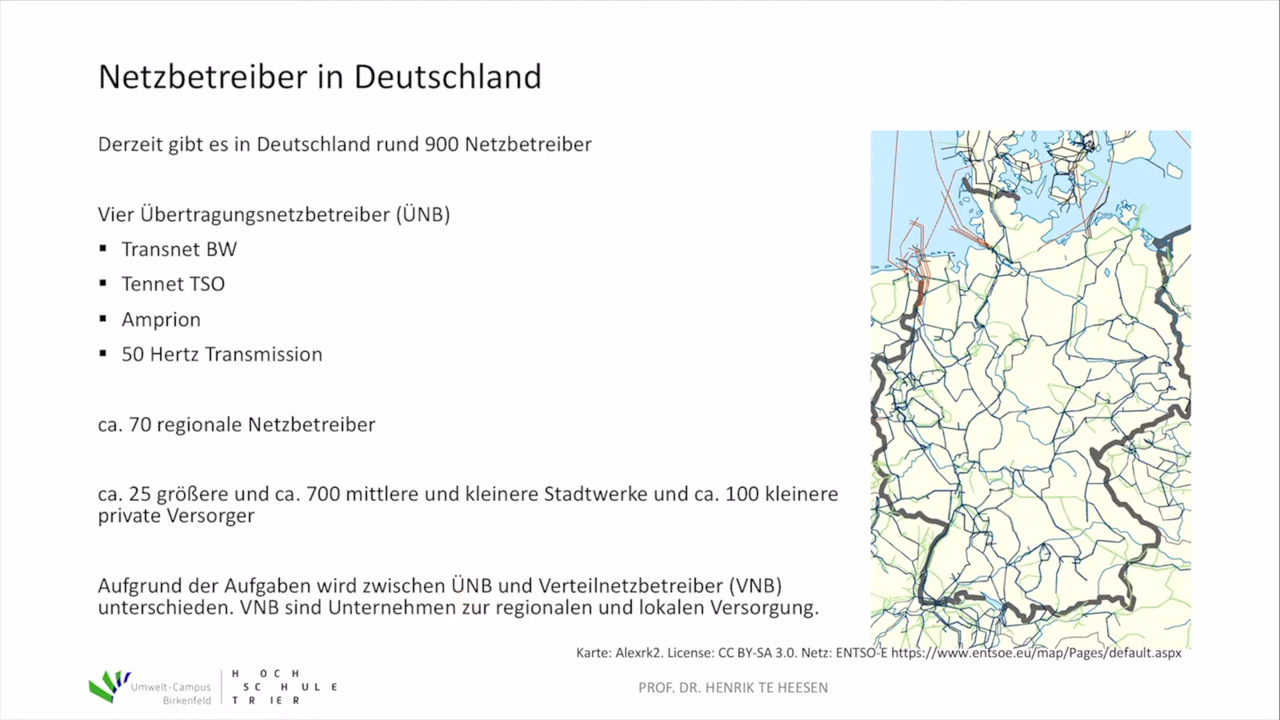 Netzbetreiber in Deutschland
Derzeit gibt es in Deutschland rund 900 Netzbetreiber
Vier Übertragungsnetzbetreiber (ÜNB)
▪ Transnet BW
▪ Tennet TSO
▪ Amprion
▪ 50 Hertz Transmission
ca. 70 regionale Netzbetreiber
ca. 25 größere und ca. 700 mittlere und kleinere Stadtwerke und ca. 100 kleinere
private Versorger
Aufgrund der Aufgaben wird zwischen ÜNB und Verteilnetzbetreiber (VNB)
unterschieden. VNB sind Unternehmen zur regionalen und lokalen Versorgung.
Karte: Alexrk2. License: CC BY-SA 3.0. Netz: ENTSO-E https://www.entsoe.eu/map/Pages/default.aspx
Umwelt-Campus
Birkenfeld
HOCH
SCHULE
TRIER
PROF. DR. HENRIK TE HEESEN